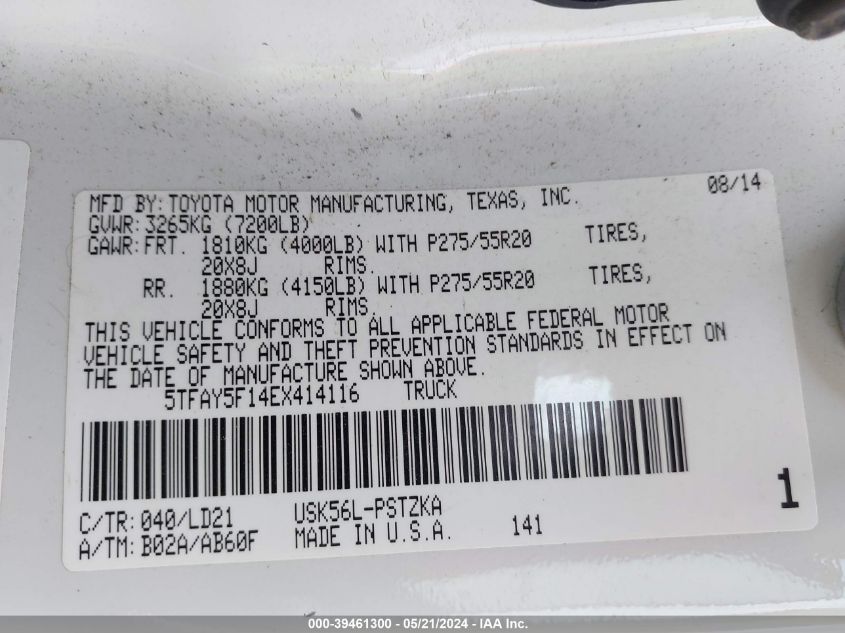 MFD BY: TOYOTA MOTOR MANUFACTURING, TEXAS, INC. 08/14
GVWR: 3265KG (7200LB)
GAWR: FRT. 1810KG (4000LB) WITH P275/55R20 TIRES,
20X8J RIMS.
RR. 1880KG (4150LB) WITH P275/55R20 TIRES,
20X8J RIMS.
THIS VEHICLE CONFORMS TO ALL APPLICABLE FEDERAL MOTOR
VEHICLE SAFETY AND THEFT PREVENTION STANDARDS IN EFFECT ON
THE DATE OF MANUFACTURE SHOWN ABOVE.
5TFAY5F14EX414116 TRUCK
1
C/TR: 040/LD21 USK56L-PSTZKA
A/TM: B02A/AB60F MADE IN U.S.A. 141
000-39461300 - 05/21/2024 - IAA Inc.